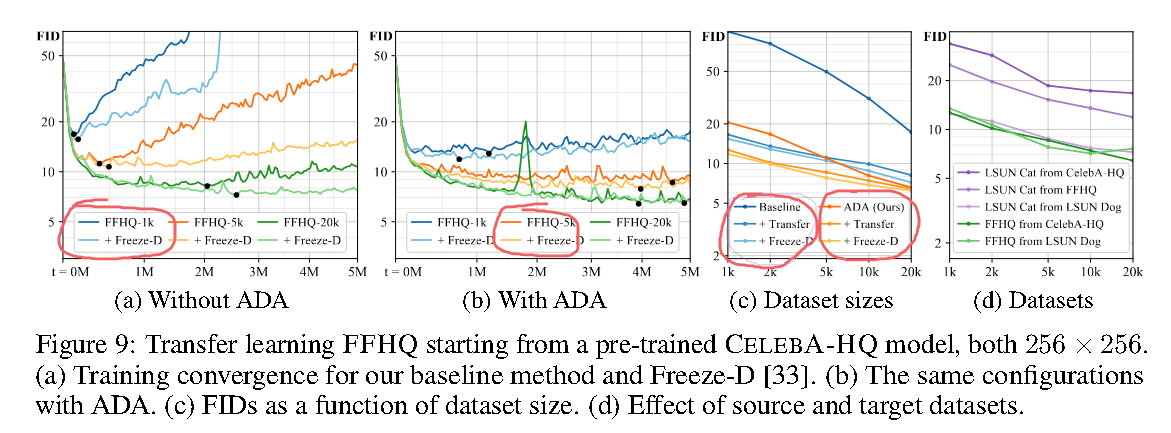 FID
50
20
10
5
FFHQ-1k
FFHQ-5k
FFHQ-20k
+ Freeze-D
+ Freeze-D
+ Freeze-D
t = 0M
1M
2M
3M
4M
5M
(a) Without ADA
FID
50
20
10
5
FFHQ-1k
FFHQ-5k
FFHQ-20k
+ Freeze-D
+ Freeze-D
+ Freeze-D
t = 0M
1M
2M
3M
4M
5M
(b) With ADA
FID
50
20
10
5
2
Baseline
+ Transfer
+ Freeze-D
ADA (Ours)
+ Transfer
+ Freeze-D
1k
2k
5k
10k
20k
(c) Dataset sizes
FID
20
10
5
2
LSUN Cat from CelebA-HQ
LSUN Cat from FFHQ
LSUN Cat from LSUN Dog
FFHQ from CelebA-HQ
FFHQ from LSUN Dog
1k
2k
5k
10k
20k
(d) Datasets
Figure 9: Transfer learning FFHQ starting from a pre-trained CELEBA-HQ model, both 256 × 256.
(a) Training convergence for our baseline method and Freeze-D [33]. (b) The same configurations
with ADA. (c) FIDs as a function of dataset size. (d) Effect of source and target datasets.